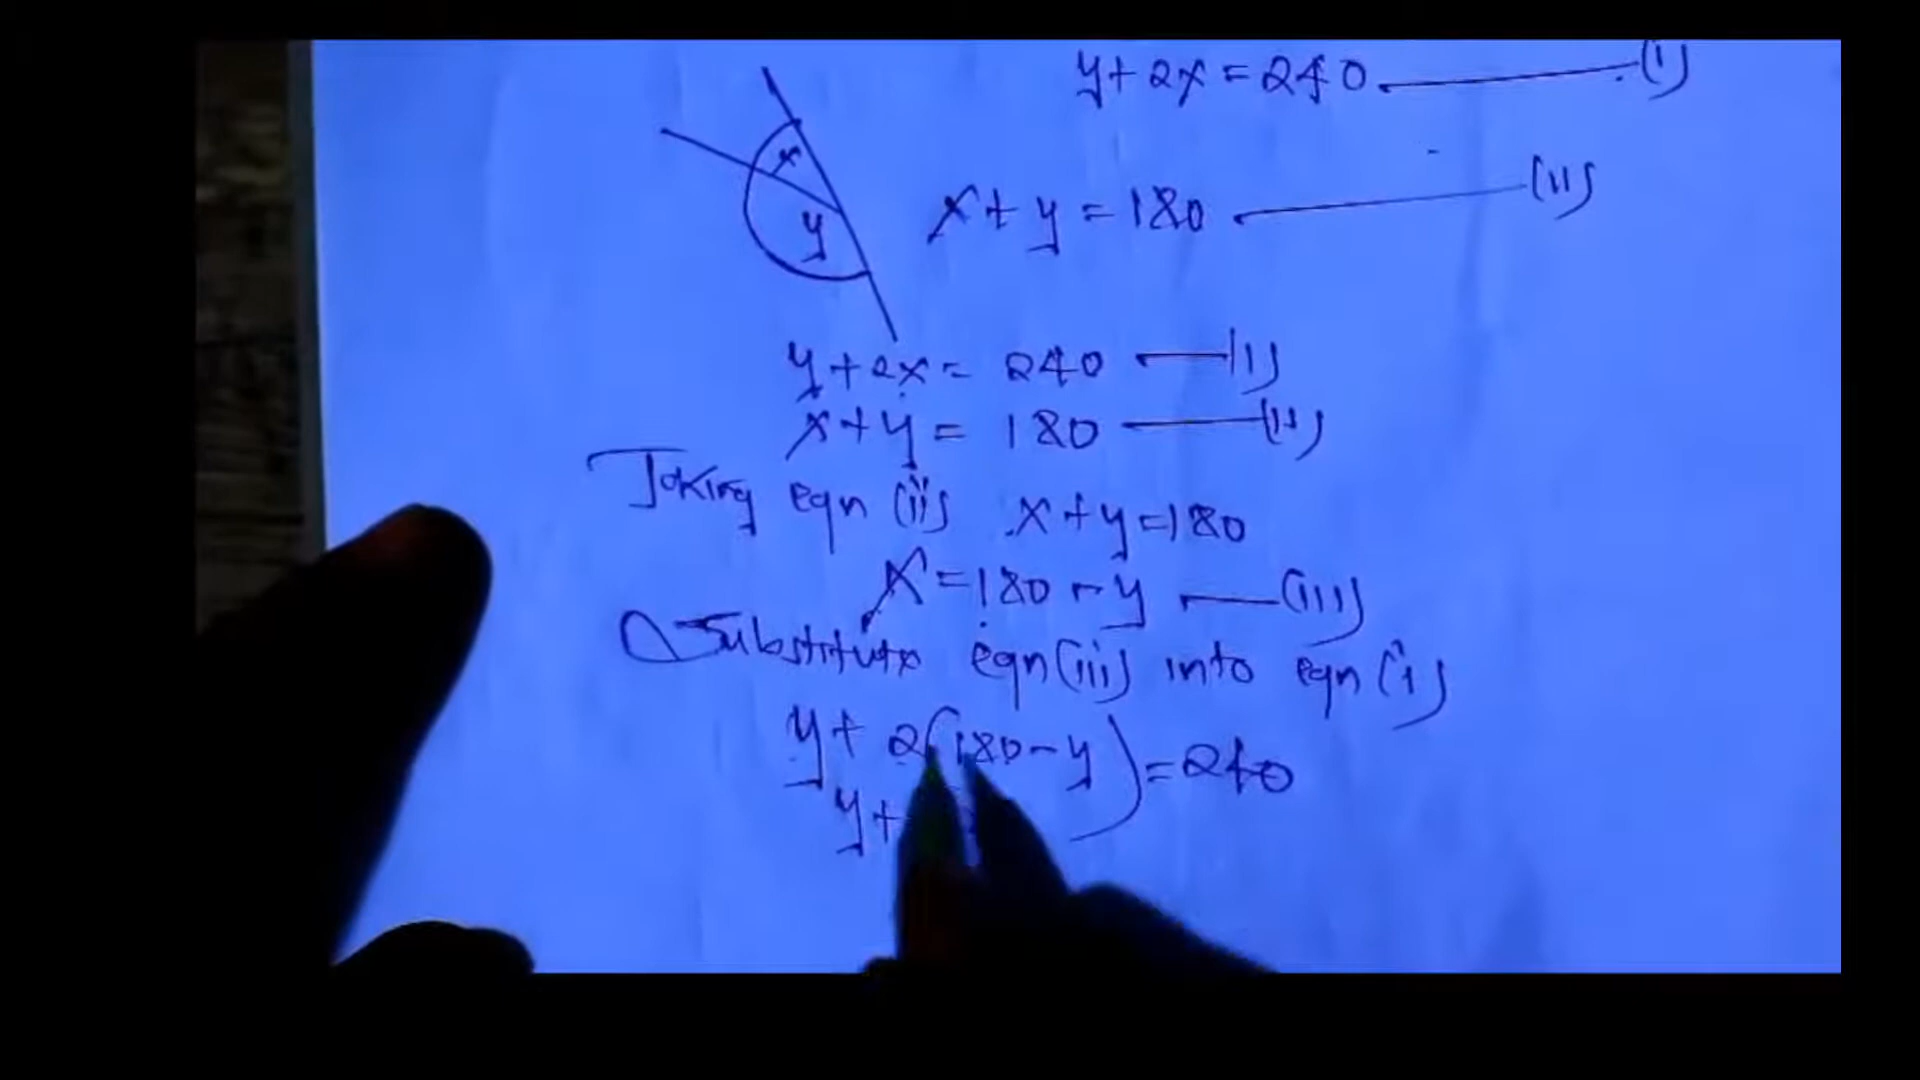 y+2x=240 (i)
x
y
x+y=180 (ii)
y+2x= 240 (i)
x+y= 180 (ii)
Taking eqn (ii) x+y=180
x=180-y (iii)
Substitute eqn(iii) into eqn(i)
y+2(180-y)=240
y+